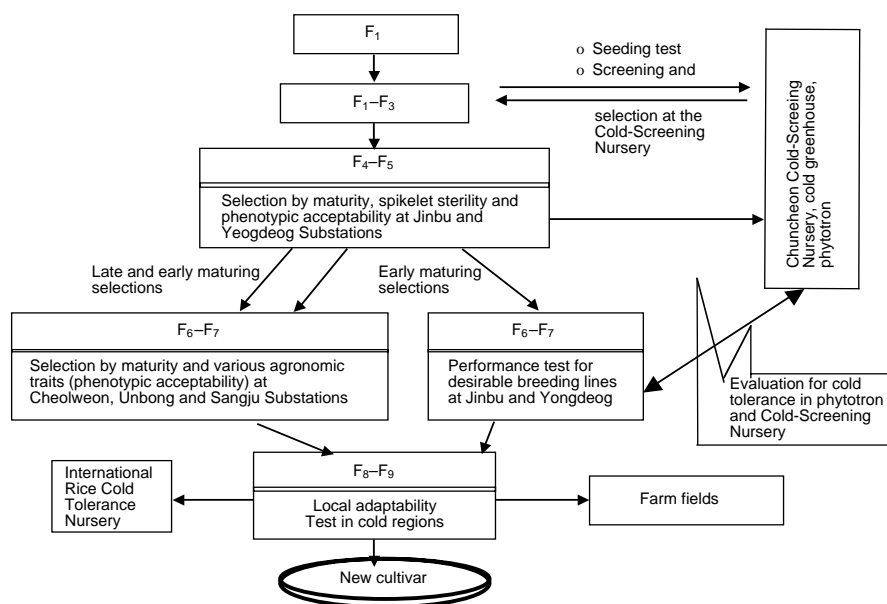 F1
o Seeding test
o Screening and
F1–F3
selection at the
Cold-Screening
Nursery
Chuncheon Cold-Screeing
Nursery, cold greenhouse,
phytotron
F4–F5
Selection by maturity, spikelet sterility and
phenotypic acceptability at Jinbu and
Yeogdeog Substations
Late and early maturing
selections
Early maturing
selections
F6–F7
Selection by maturity and various agronomic
traits (phenotypic acceptability) at
Cheolweon, Unbong and Sangju Substations
F6–F7
Performance test for
desirable breeding lines
at Jinbu and Yongdeog
Evaluation for cold
tolerance in phytotron
and Cold-Screening
Nursery
International
Rice Cold
Tolerance
Nursery
F8–F9
Local adaptability
Test in cold regions
Farm fields
New cultivar